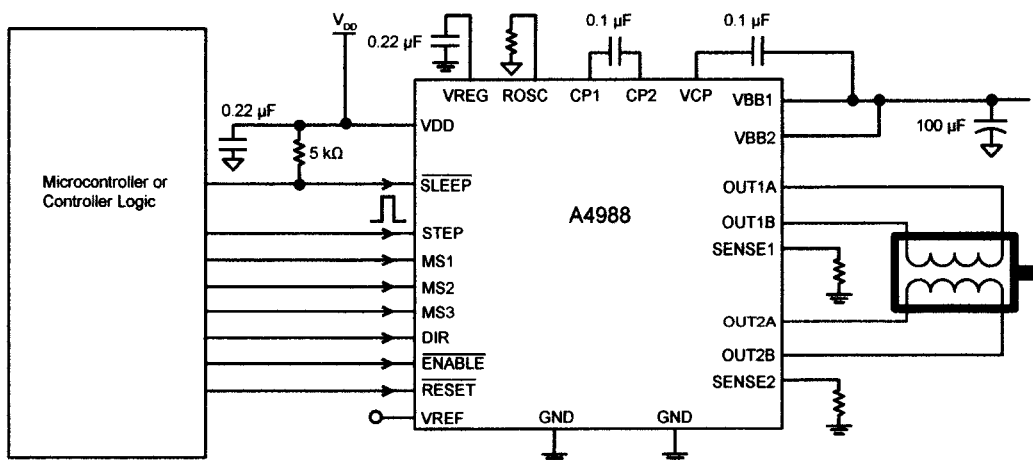 V_DD
0.22 µF
0.1 µF
0.1 µF
VREG
ROSC
CP1
CP2
VCP
VBB1
0.22 µF
VDD
VBB2
100 µF
5 kΩ
Microcontroller or
Controller Logic
SLEEP
OUT1A
A4988
OUT1B
STEP
SENSE1
MS1
MS2
MS3
OUT2A
DIR
OUT2B
ENABLE
SENSE2
RESET
VREF
GND
GND